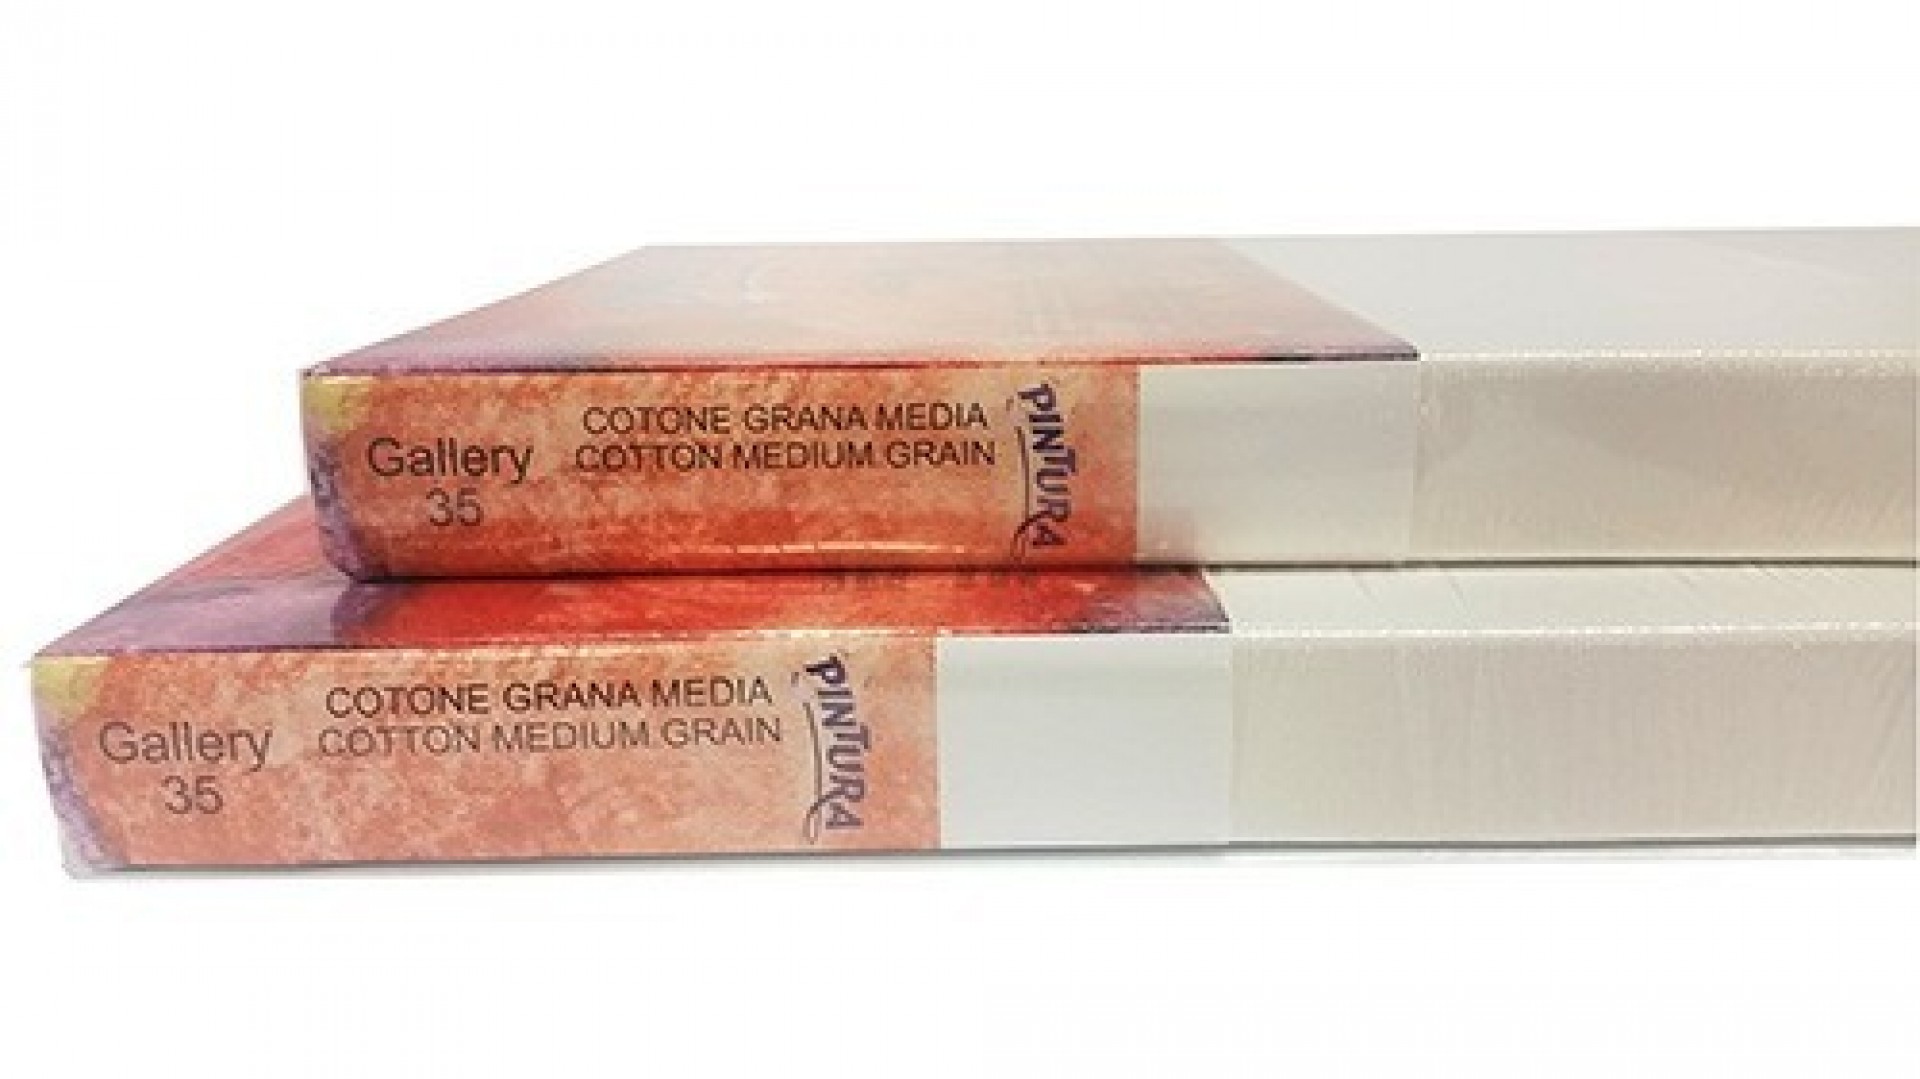 Gallery
35
COTONE GRANA MEDIA
COTTON MEDIUM GRAIN
PINTURA
Gallery
35
COTONE GRANA MEDIA
COTTON MEDIUM GRAIN
PINTURA